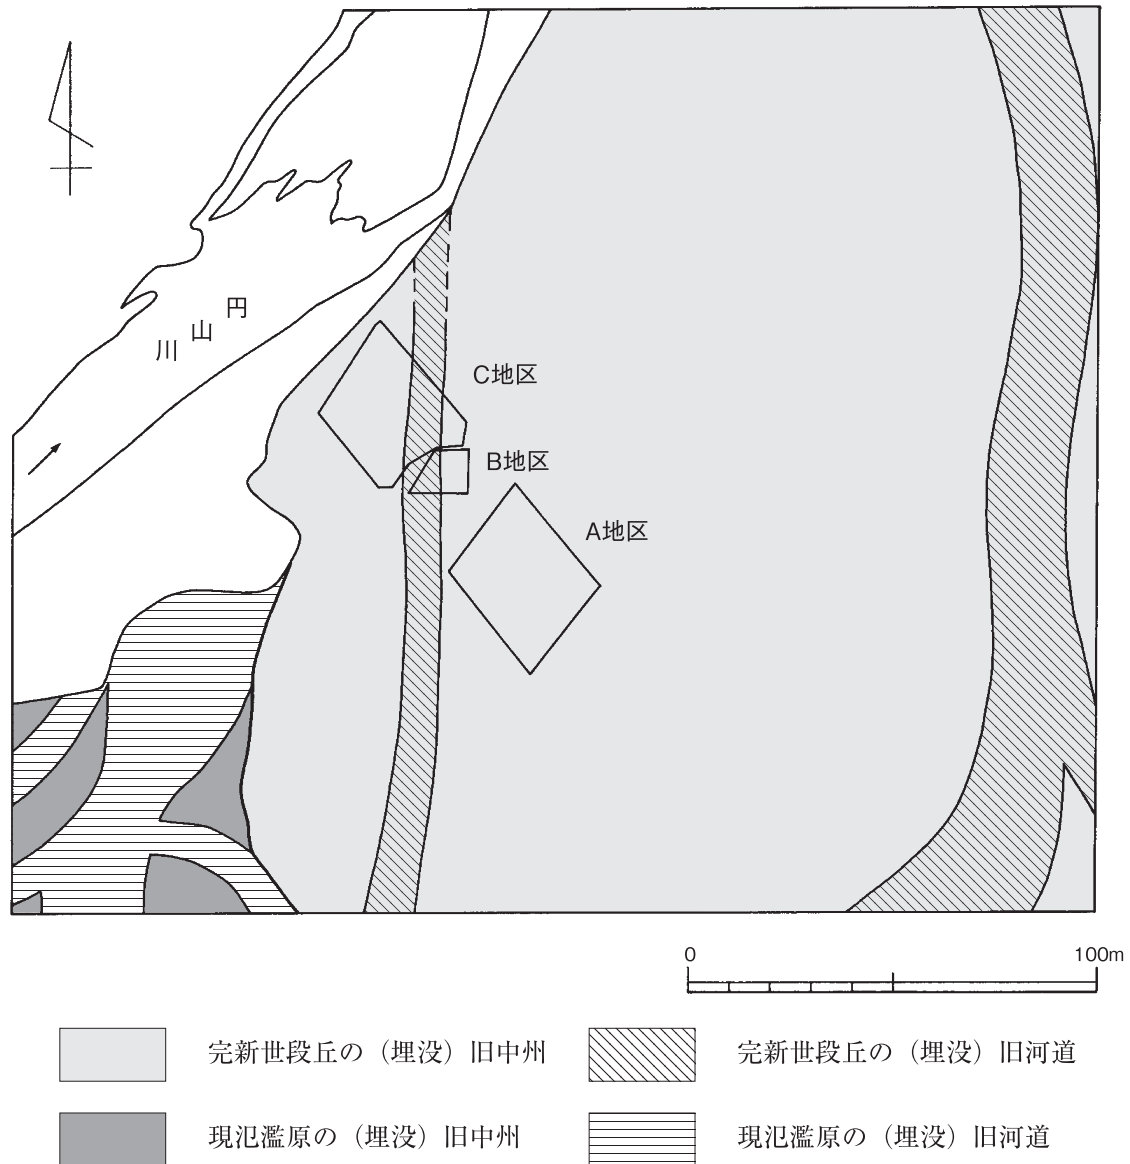 円
山
川
C地区
B地区
A地区
0 100m
完新世段丘の（埋没）旧中州
完新世段丘の（埋没）旧河道
現氾濫原の（埋没）旧中州
現氾濫原の（埋没）旧河道